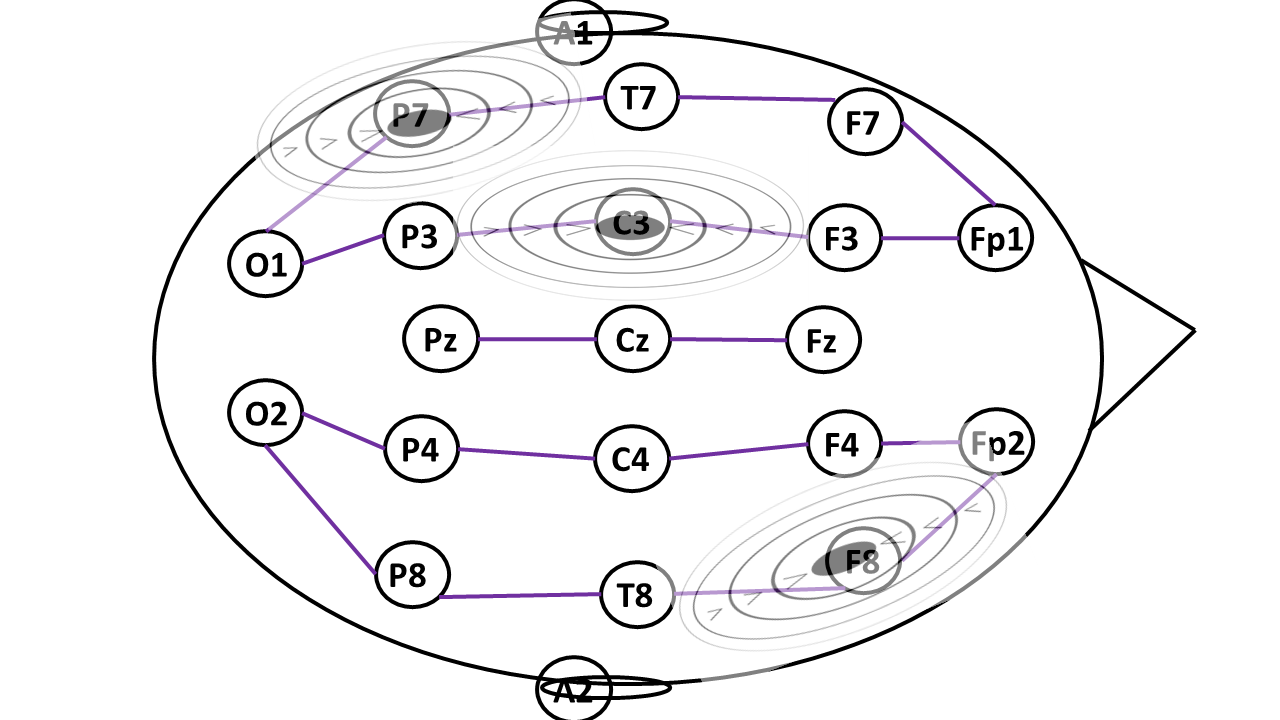 A1
P7 T7 F7
O1 P3 C3 F3 Fp1
Pz Cz Fz
O2 P4 C4 F4 Fp2
P8 T8 F8
A2